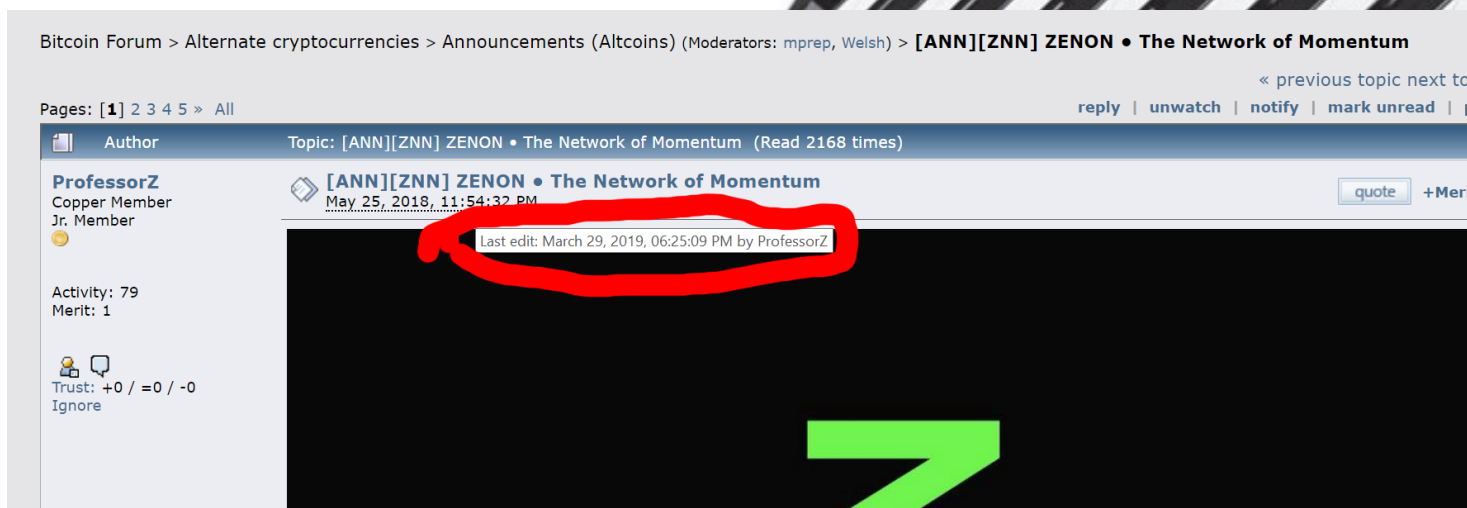 Bitcoin Forum > Alternate cryptocurrencies > Announcements (Altcoins) (Moderators: mprep, Welsh) > [ANN][ZNN] ZENON • The Network of Momentum
« previous topic next to
Pages: [1] 2 3 4 5 » All
reply | unwatch | notify | mark unread |
Author Topic: [ANN][ZNN] ZENON • The Network of Momentum (Read 2168 times)
ProfessorZ
Copper Member
Jr. Member
Activity: 79
Merit: 1
Trust: +0 / =0 / -0
Ignore
[ANN][ZNN] ZENON • The Network of Momentum
May 25, 2018, 11:54:32 PM
quote +Mer
Last edit: March 29, 2019, 06:25:09 PM by ProfessorZ
Z